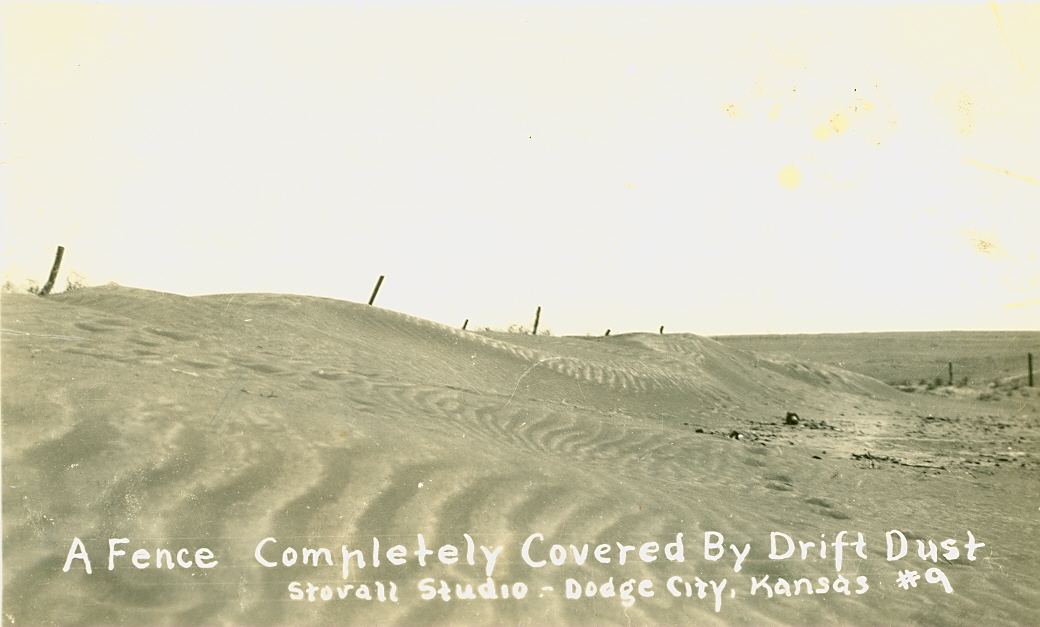 A Fence Completely Covered By Drift Dust
Stovall Studio - Dodge City, Kansas #9